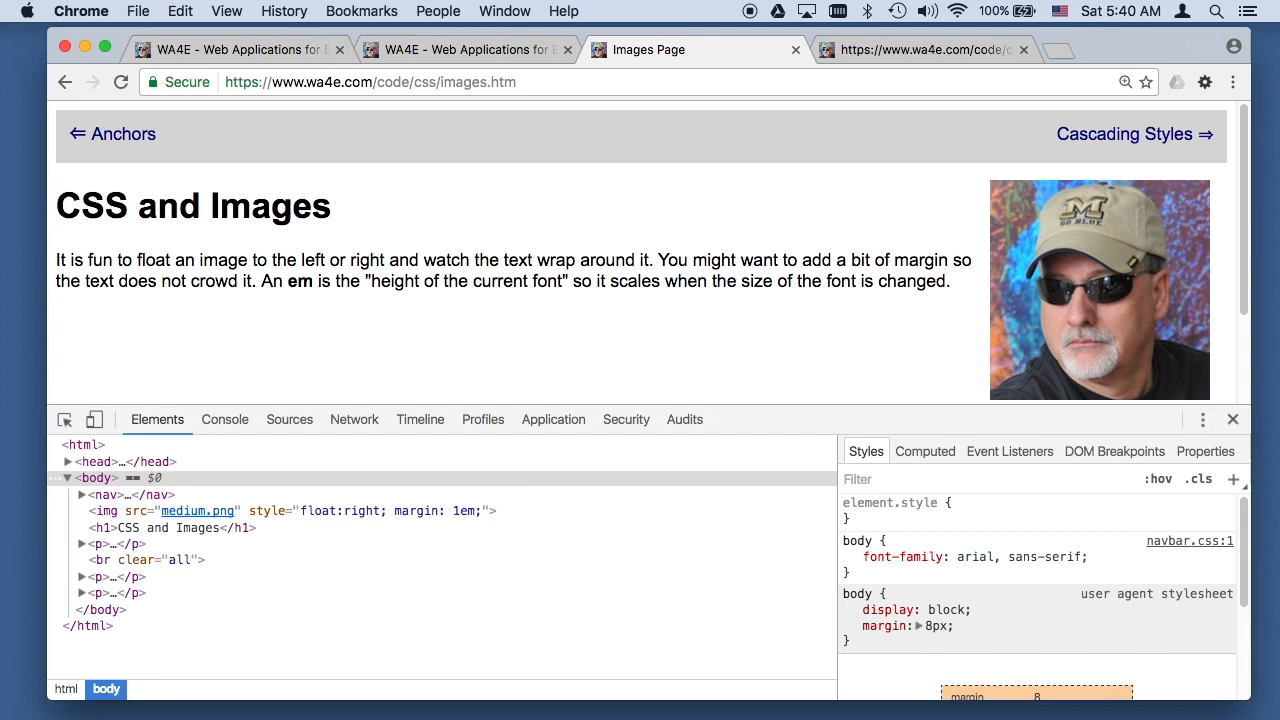 Chrome File Edit View History Bookmarks People Window Help 100% Sat 5:40 AM
WA4E - Web Applications for E WA4E - Web Applications for E Images Page https://www.wa4e.com/code/c
Secure https://www.wa4e.com/code/css/images.htm
⇐ Anchors Cascading Styles ⇒
CSS and Images
It is fun to float an image to the left or right and watch the text wrap around it. You might want to add a bit of margin so
the text does not crowd it. An em is the "height of the current font" so it scales when the size of the font is changed.
M
GO BLUE
Elements Console Sources Network Timeline Profiles Application Security Audits
<html>
▶<head>…</head>
… ▼<body> == $0
▶<nav>…</nav>
<img src="medium.png" style="float:right; margin: 1em;">
<h1>CSS and Images</h1>
▶<p>…</p>
<br clear="all">
▶<p>…</p>
▶<p>…</p>
</body>
</html>
html body
Styles Computed Event Listeners DOM Breakpoints Properties
Filter :hov .cls +
element.style {
}
body { navbar.css:1
font-family: arial, sans-serif;
}
body { user agent stylesheet
display: block;
margin:▶8px;
}
margin 8